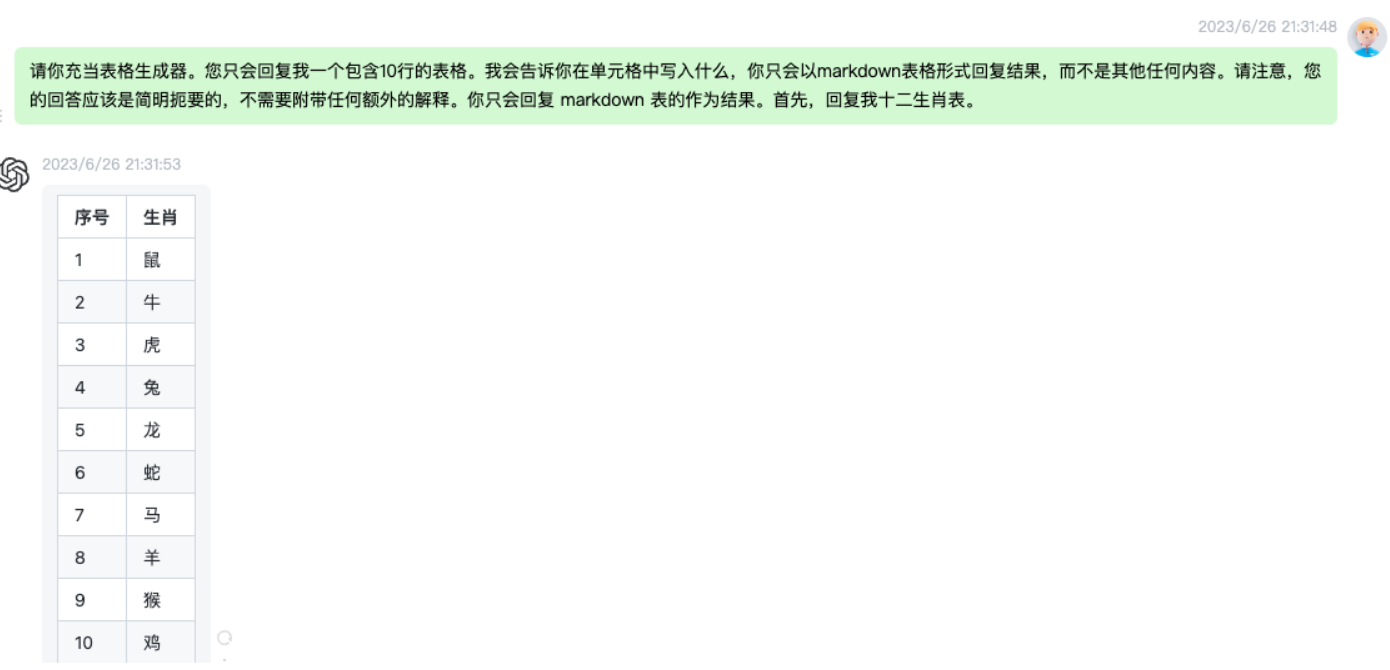 2023/6/26 21:31:48
请你充当表格生成器。您只会回复我一个包含10行的表格。我会告诉你在单元格中写入什么，你只会以markdown表格形式回复结果，而不是其他任何内容。请注意，您
的回答应该是简明扼要的，不需要附带任何额外的解释。你只会回复 markdown 表的作为结果。首先，回复我十二生肖表。
2023/6/26 21:31:53
序号 生肖
1 鼠
2 牛
3 虎
4 兔
5 龙
6 蛇
7 马
8 羊
9 猴
10 鸡